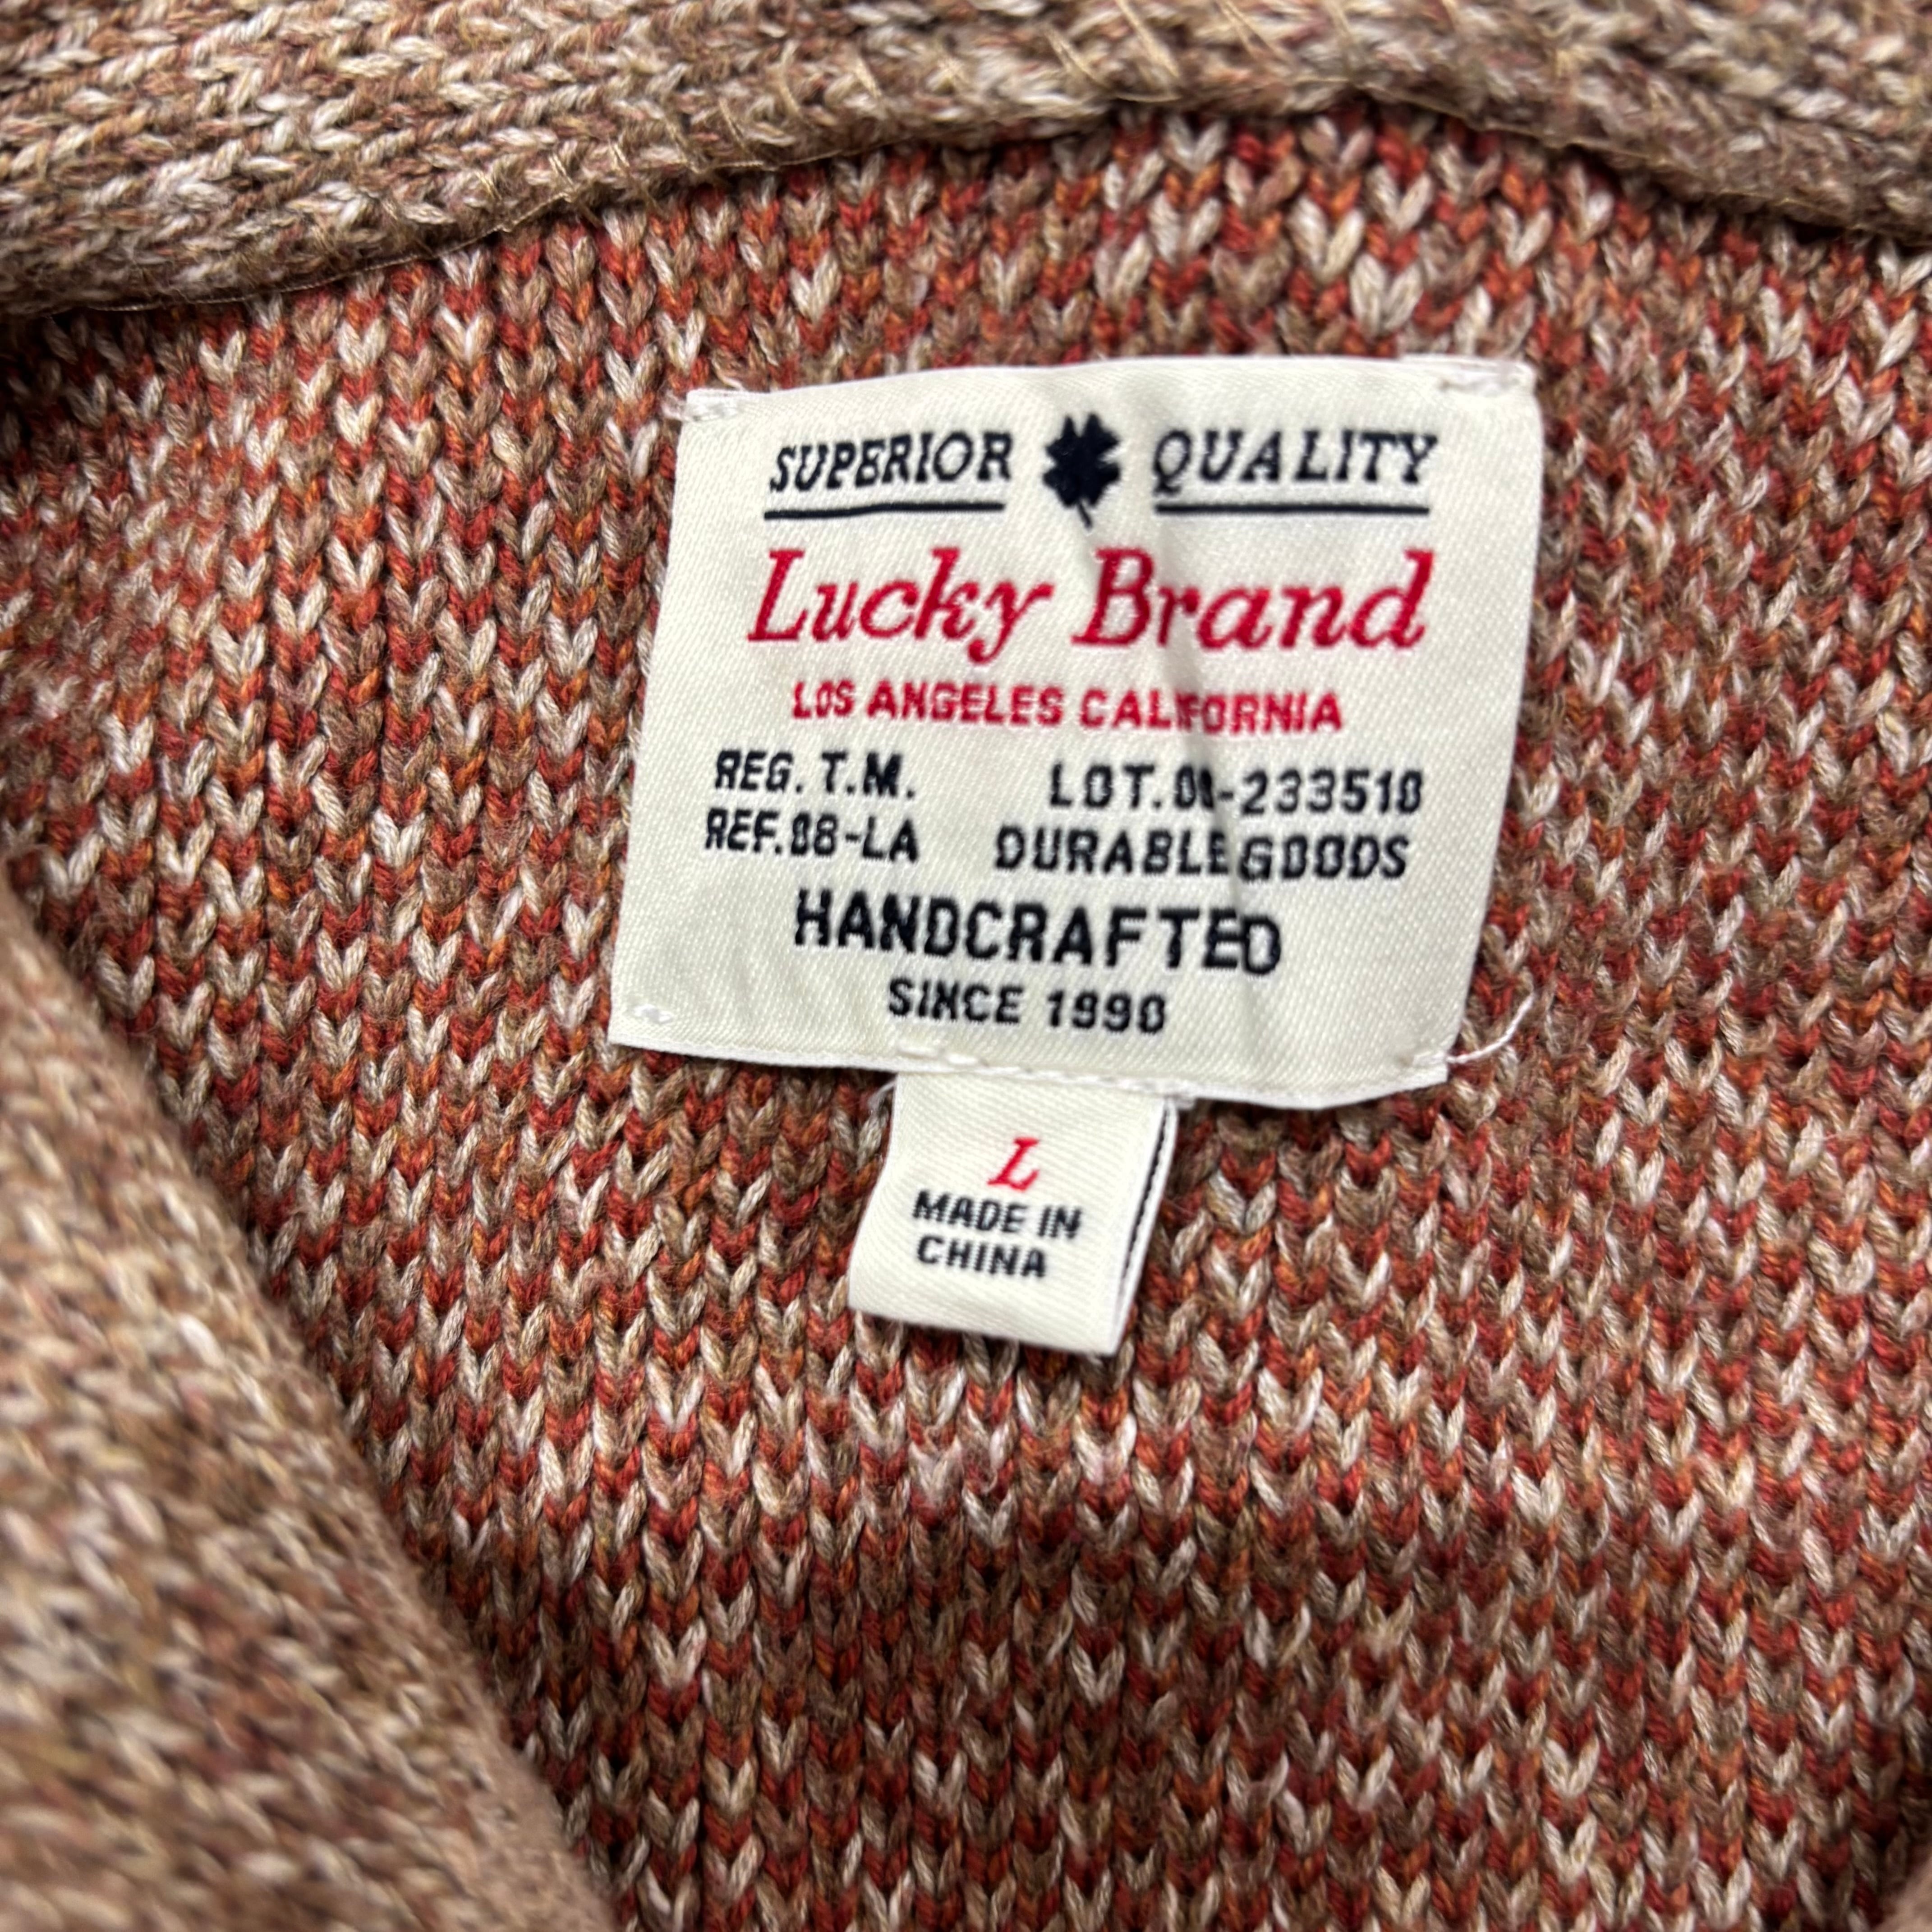 SUPERIOR QUALITY
Lucky Brand
LOS ANGELES CALIFORNIA
REG. T.M. LOT.00-233510
REF.08-LA DURABLE GOODS
HANDCRAFTED
SINCE 1990
L
MADE IN
CHINA